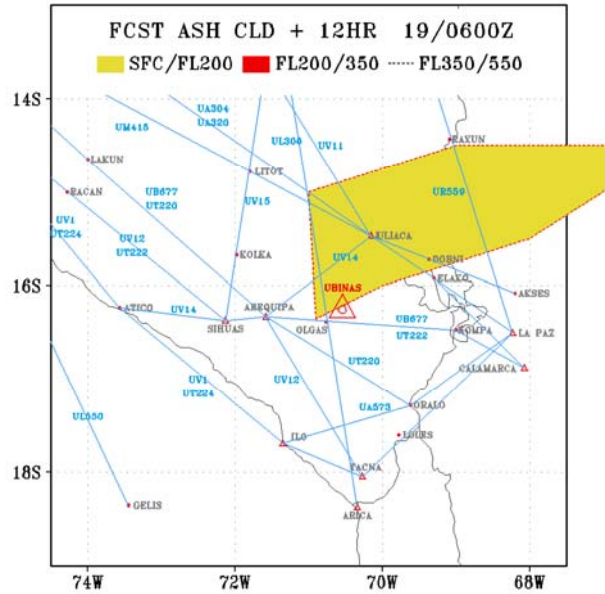 FCST ASH CLD + 12HR 19/0600Z
SFC/FL200 FL200/350 FL350/550
14S
UA304
UA320
UM415
UL300
UV11
RAXUN
LAKUN
LITOT
RACAN
UB677
UT220
UV15
UR559
UV1
UT224
UV12
UT222
JULIACA
KOLKA
UV14
DOBNI
ELAKO
16S
UBINAS
AKSES
ATICO
UV14
AREQUIPA
SIHUAS
OLGAS
UB677
UT222
KOMPA
LA PAZ
UT220
CALAMARCA
UV1
UT224
UV12
UA573
ORALO
UL550
ILO
LOBES
18S
TACNA
GELIS
ARICA
74W 72W 70W 68W